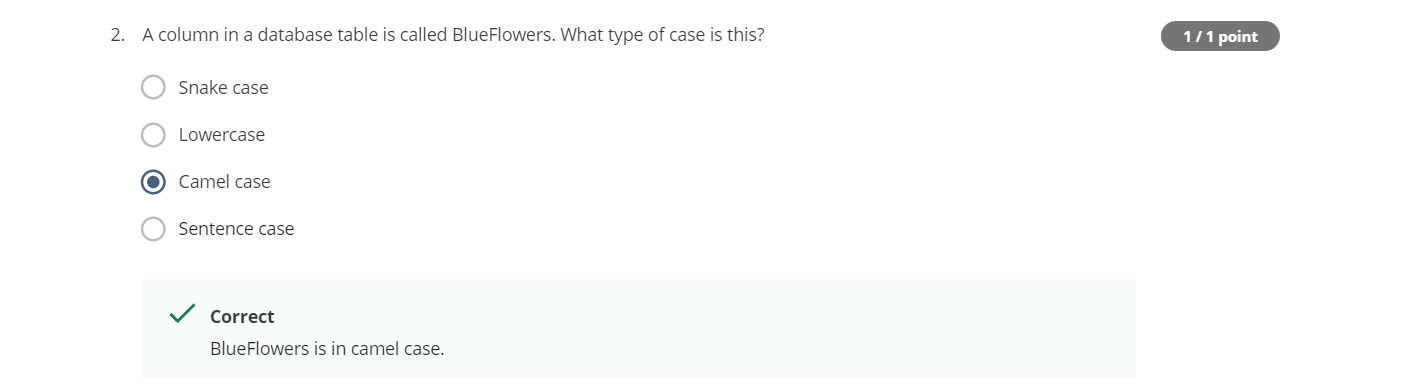 2. A column in a database table is called BlueFlowers. What type of case is this?
1 / 1 point
Snake case
Lowercase
Camel case
Sentence case
Correct
BlueFlowers is in camel case.